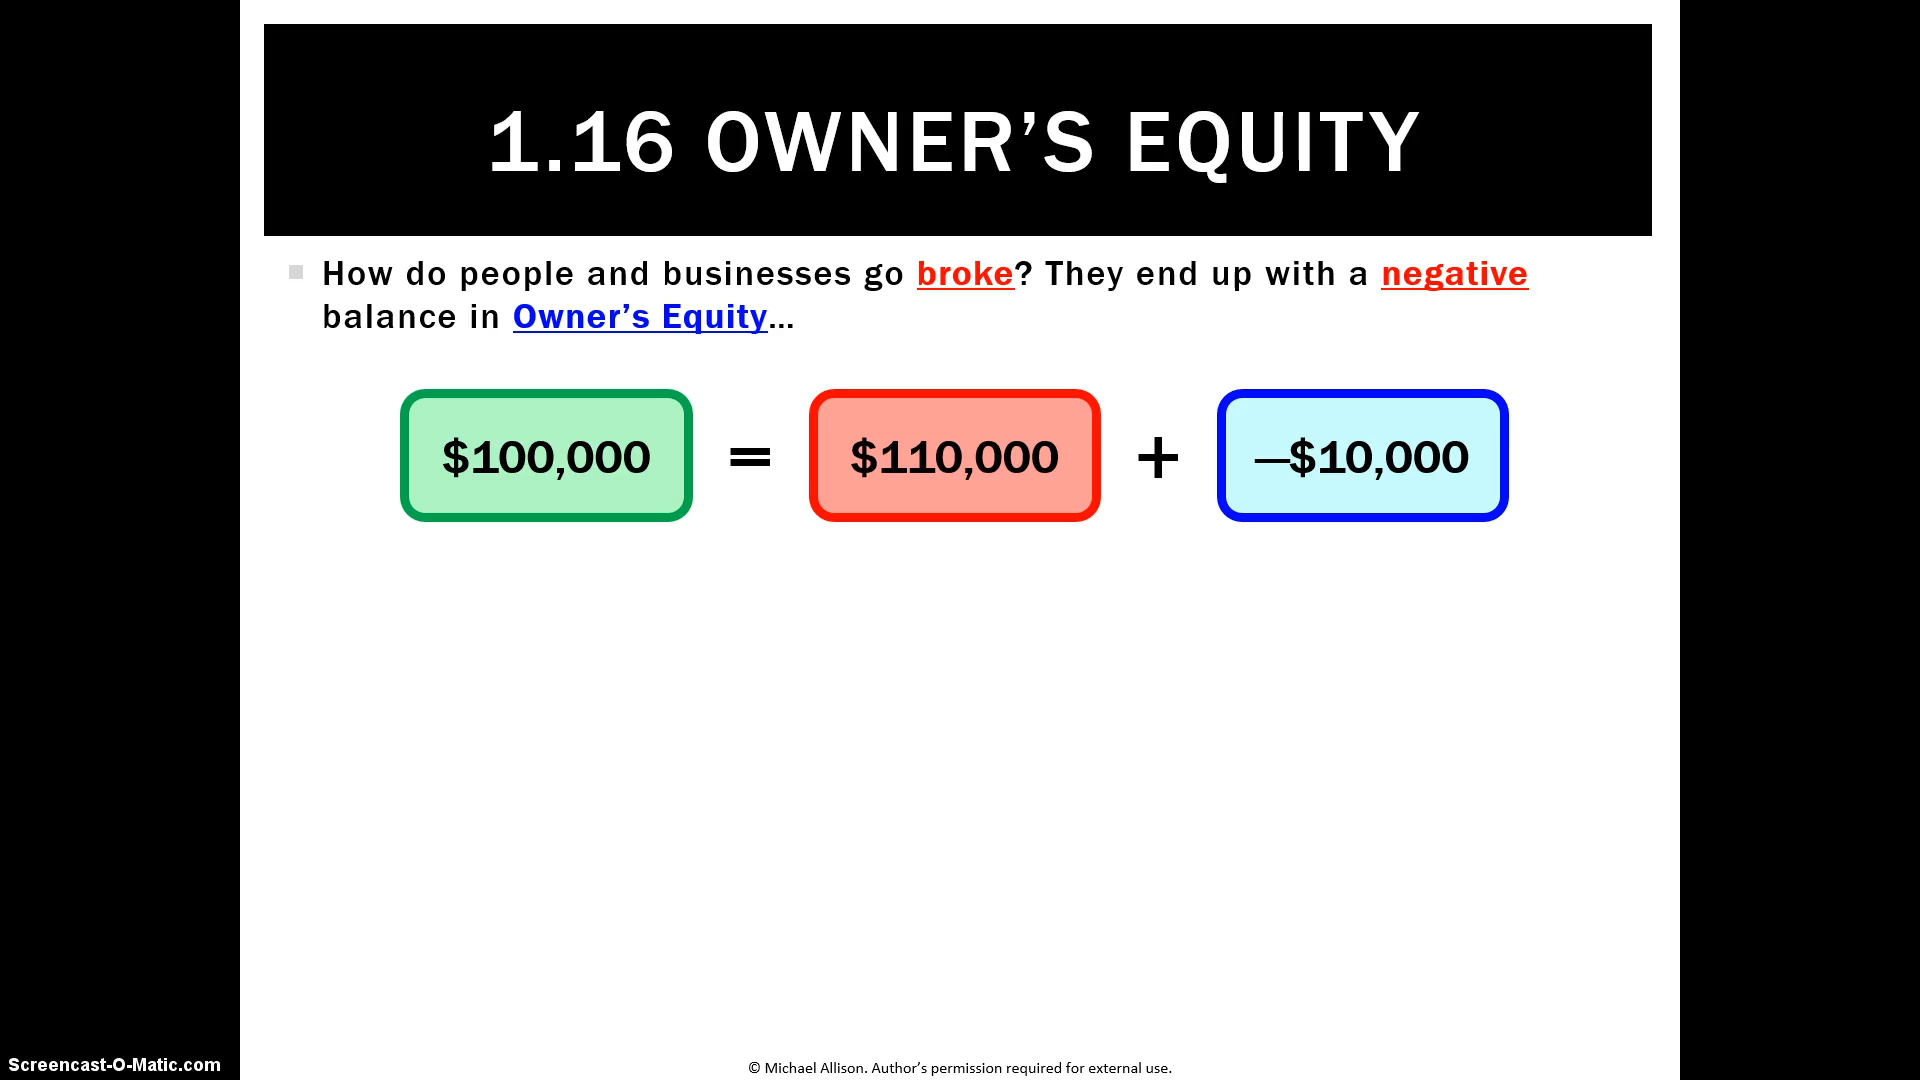 1.16 OWNER’S EQUITY
How do people and businesses go broke? They end up with a negative
balance in Owner’s Equity…
$100,000 = $110,000 + —$10,000
Screencast-O-Matic.com
© Michael Allison. Author’s permission required for external use.